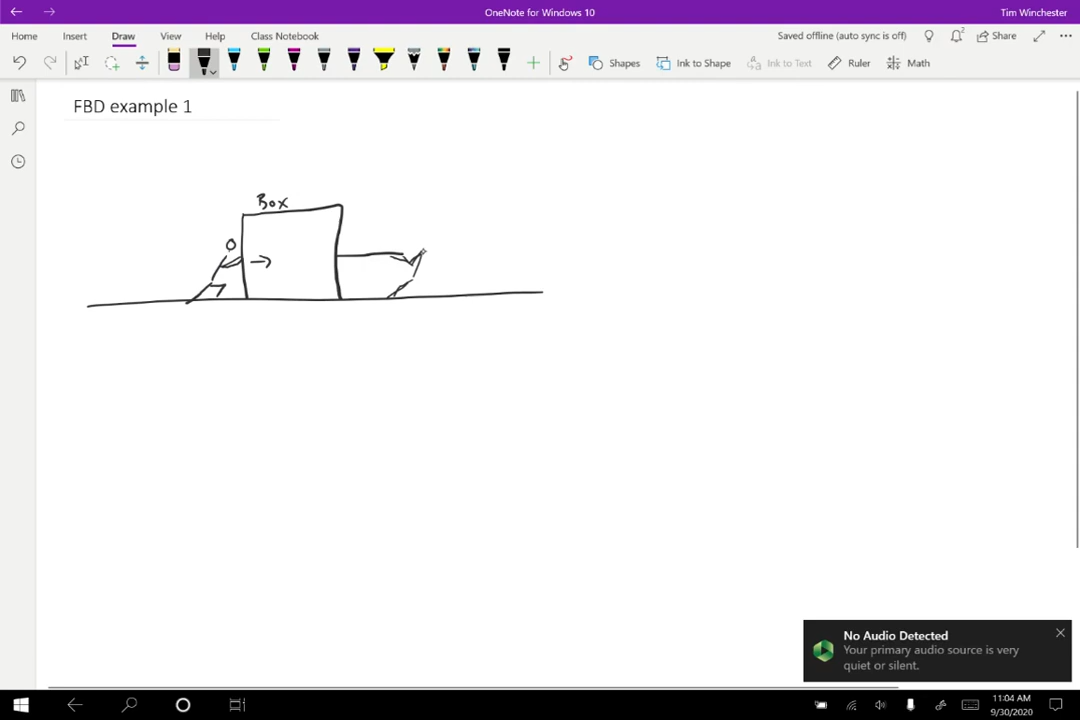 OneNote for Windows 10
Tim Winchester
Home Insert Draw View Help Class Notebook
Saved offline (auto sync is off) Share
Shapes Ink to Shape Ink to Text Ruler Math
FBD example 1
Box
No Audio Detected
Your primary audio source is very
quiet or silent.
11:04 AM
9/30/2020